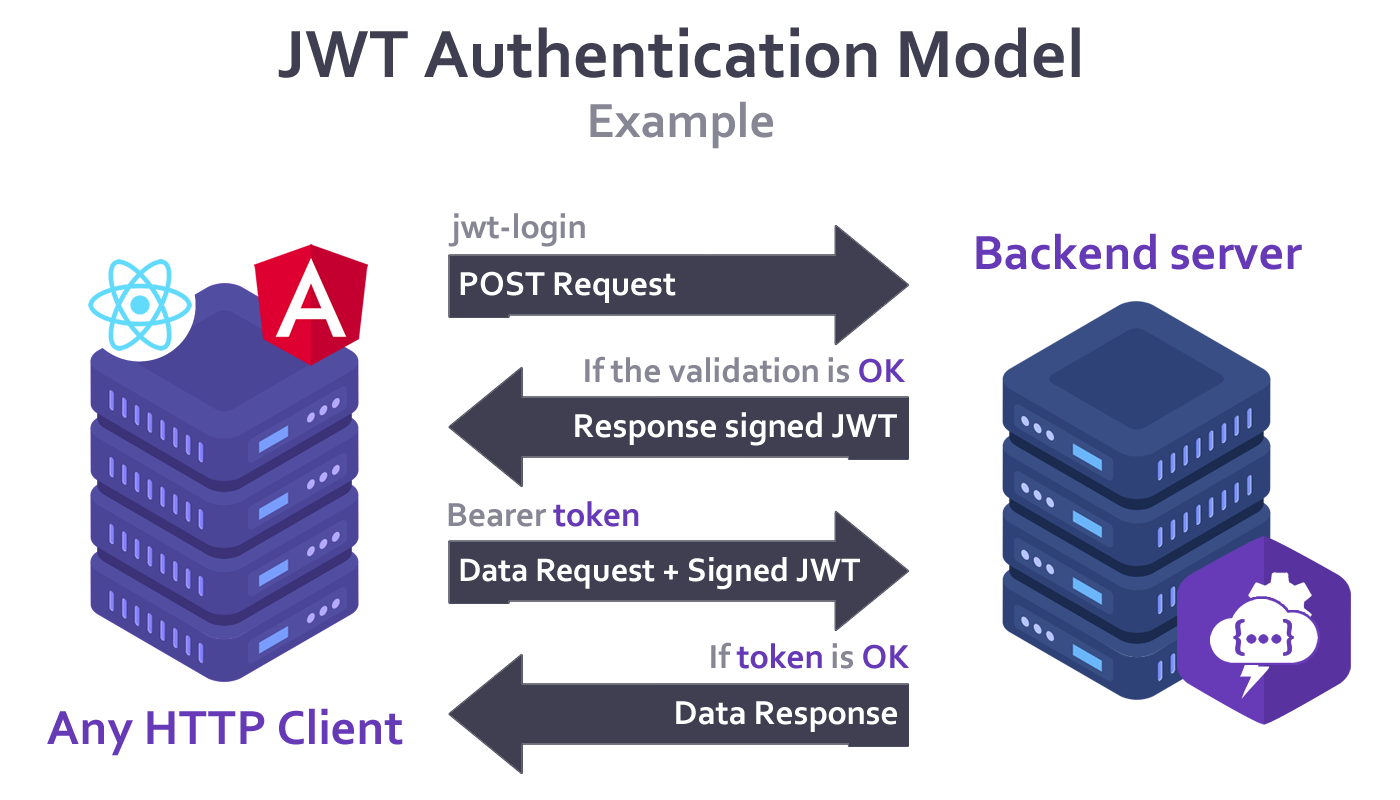 JWT Authentication Model
Example
jwt-login
POST Request
Backend server
If the validation is OK
Response signed JWT
Bearer token
Data Request + Signed JWT
If token is OK
Data Response
Any HTTP Client